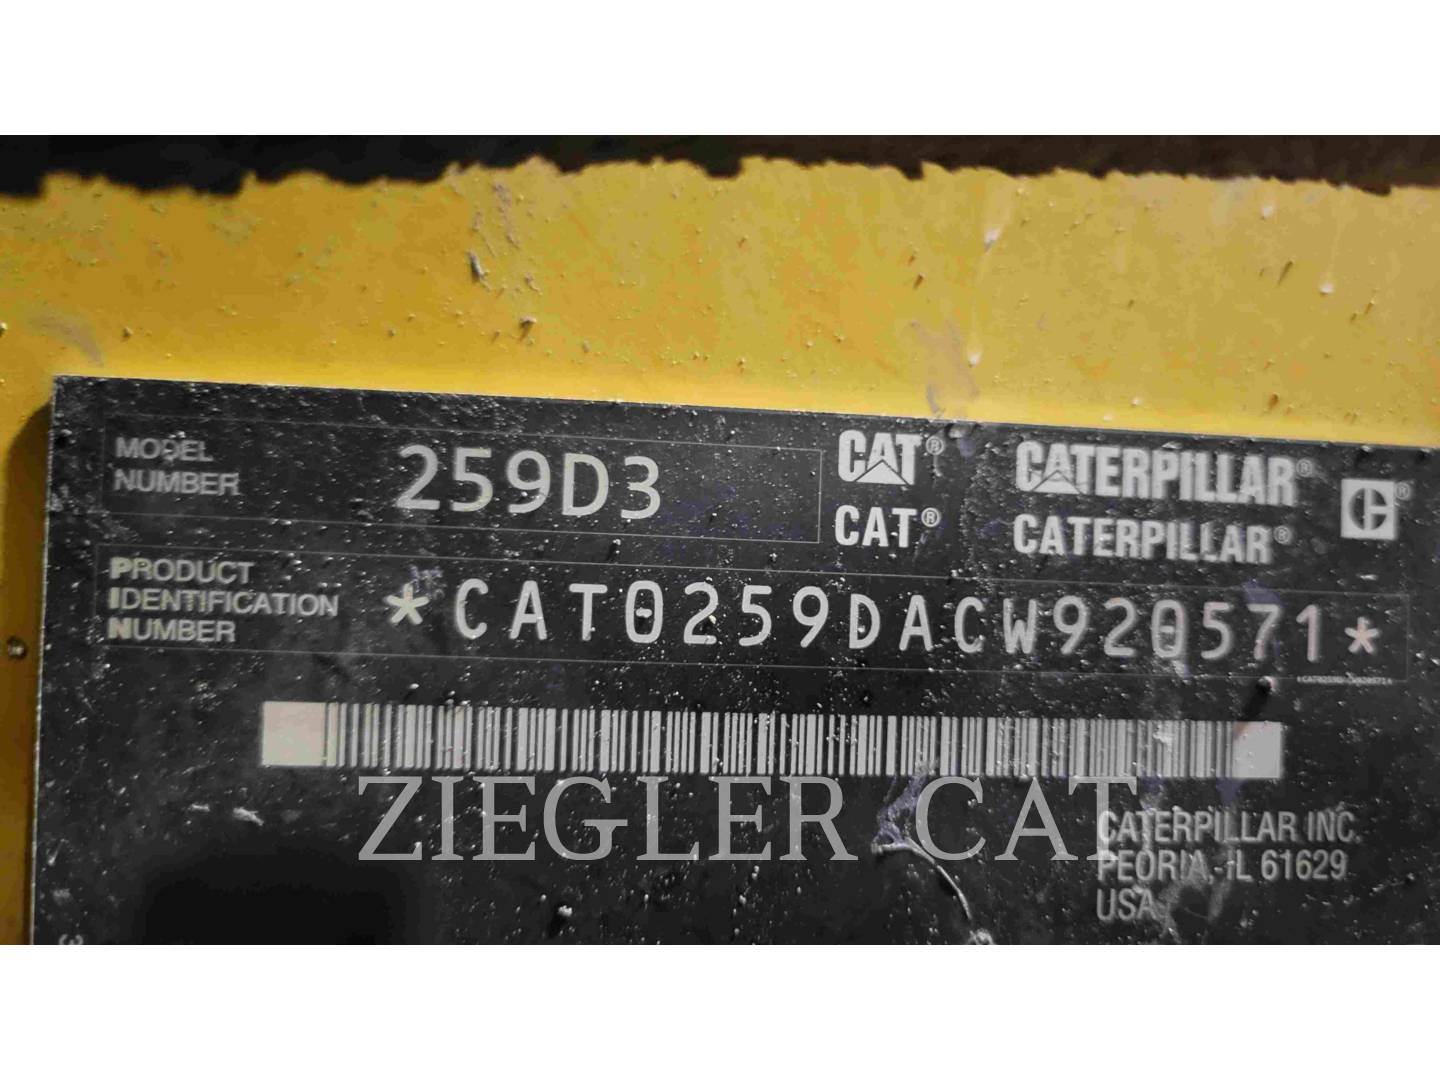 MODEL
NUMBER
259D3
CAT® CATERPILLAR®
CAT® CATERPILLAR®
PRODUCT
IDENTIFICATION
NUMBER
*CAT0259DACW920571*
ZIEGLER CAT
CATERPILLAR INC.
PEORIA, IL 61629
USA